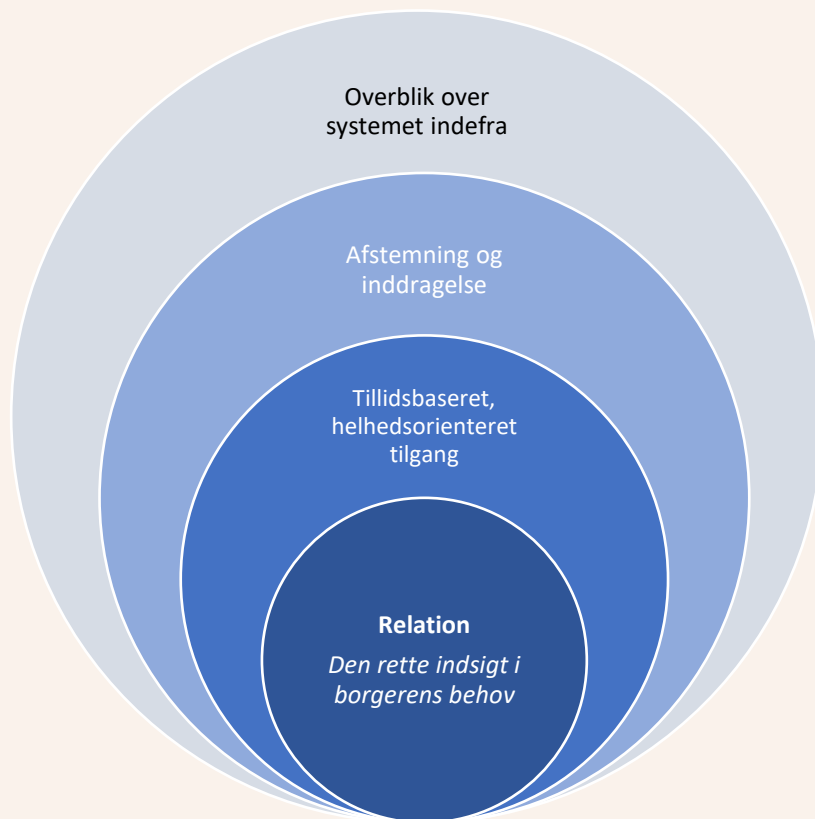 Overblik over
systemet indefra
Afstemning og
inddragelse
Tillidsbaseret,
helhedsorienteret
tilgang
Relation
Den rette indsigt i
borgerens behov